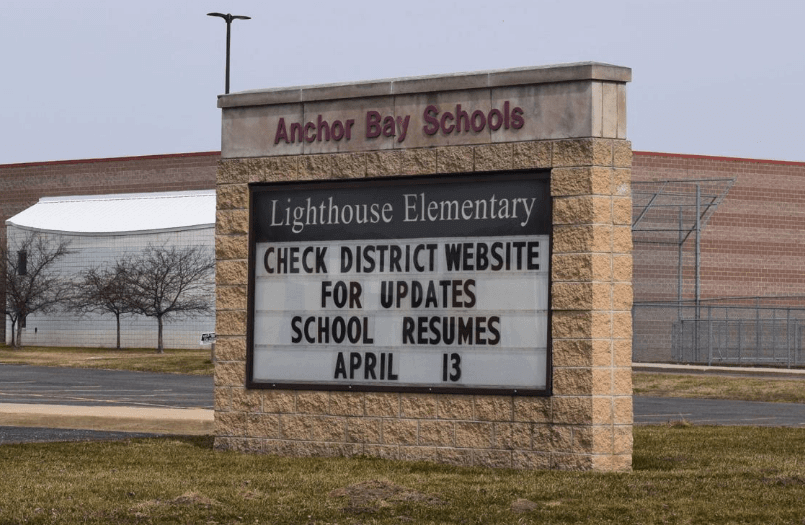 Anchor Bay Schools
Lighthouse Elementary
CHECK DISTRICT WEBSITE
FOR UPDATES
SCHOOL RESUMES
APRIL 13